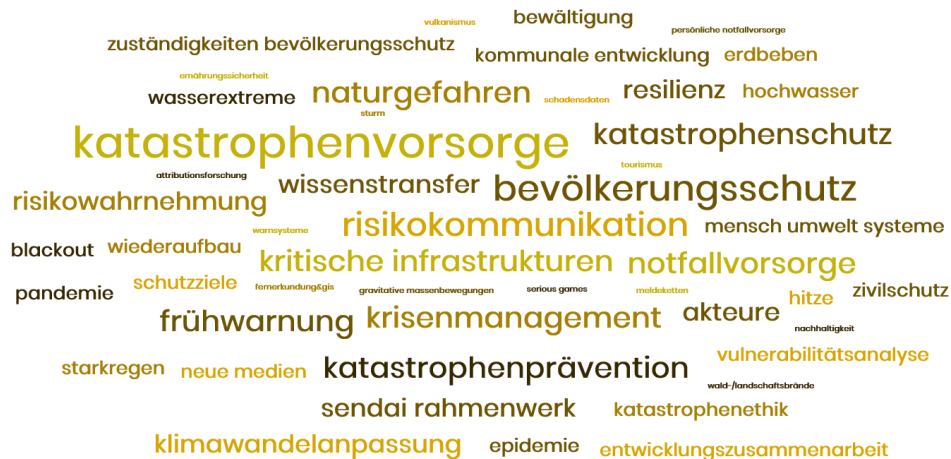 vulkanismus bewältigung
persönliche notfallvorsorge
zuständigkeiten bevölkerungsschutz kommunale entwicklung erdbeben
ernährungssicherheit
wasserextreme naturgefahren schadensdaten resilienz hochwasser
sturm
katastrophenvorsorge katastrophenschutz
tourismus
attributionsforschung wissenstransfer bevölkerungsschutz
risikowahrnehmung
risikokommunikation mensch umwelt systeme
warnsysteme
blackout wiederaufbau kritische infrastrukturen notfallvorsorge
pandemie schutzziele fernerkundung&gis gravitative massenbewegungen serious games meldeketten hitze zivilschutz
frühwarnung krisenmanagement akteure nachhaltigkeit
starkregen neue medien katastrophenprävention vulnerabilitätsanalyse
wald-/landschaftsbrände
sendai rahmenwerk katastrophenethik
klimawandelanpassung epidemie entwicklungszusammenarbeit